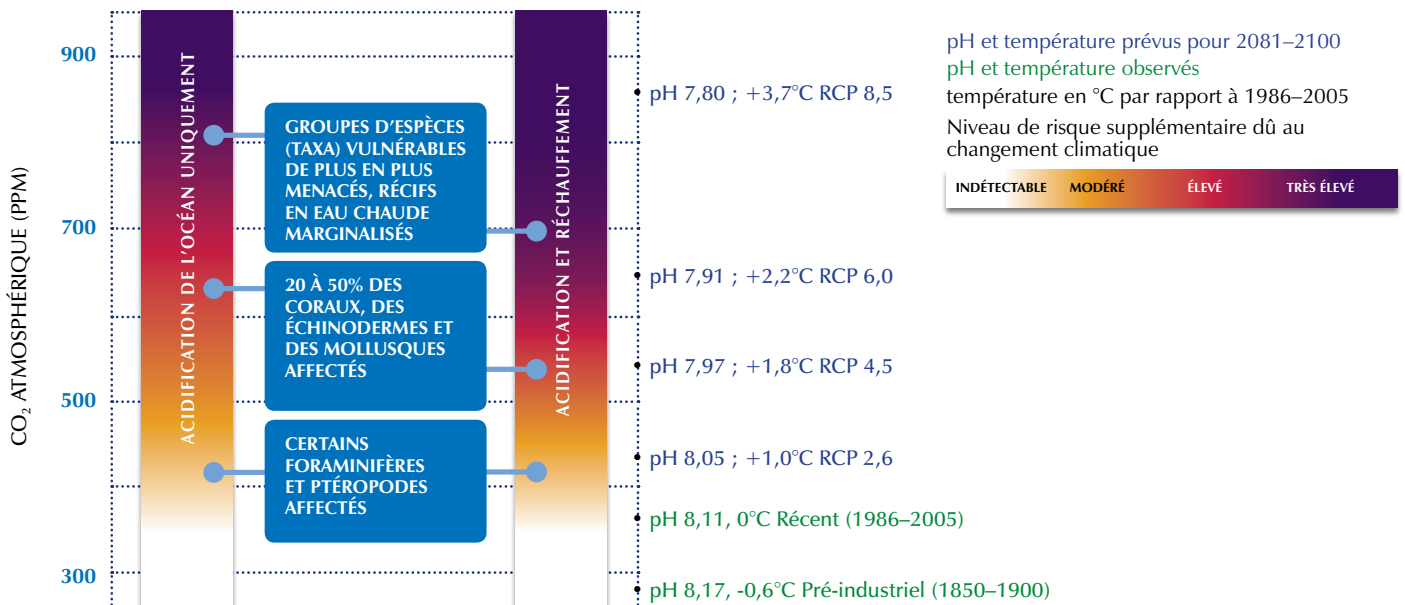 CO₂ ATMOSPHÉRIQUE (PPM)
900
700
500
300
ACIDIFICATION DE L'OCÉAN UNIQUEMENT
GROUPES D'ESPÈCES
(TAXA) VULNÉRABLES
DE PLUS EN PLUS
MENACÉS, RÉCIFS
EN EAU CHAUDE
MARGINALISÉS
20 À 50% DES
CORAUX, DES
ÉCHINODERMES ET
DES MOLLUSQUES
AFFECTÉS
CERTAINS
FORAMINIFÈRES
ET PTÉROPODES
AFFECTÉS
ACIDIFICATION ET RÉCHAUFFEMENT
pH 7,80 ; +3,7°C RCP 8,5
pH 7,91 ; +2,2°C RCP 6,0
pH 7,97 ; +1,8°C RCP 4,5
pH 8,05 ; +1,0°C RCP 2,6
pH 8,11, 0°C Récent (1986–2005)
pH 8,17, -0,6°C Pré-industriel (1850–1900)
pH et température prévus pour 2081–2100
pH et température observés
température en °C par rapport à 1986–2005
Niveau de risque supplémentaire dû au
changement climatique
INDÉTECTABLE MODÉRÉ ÉLEVÉ TRÈS ÉLEVÉ